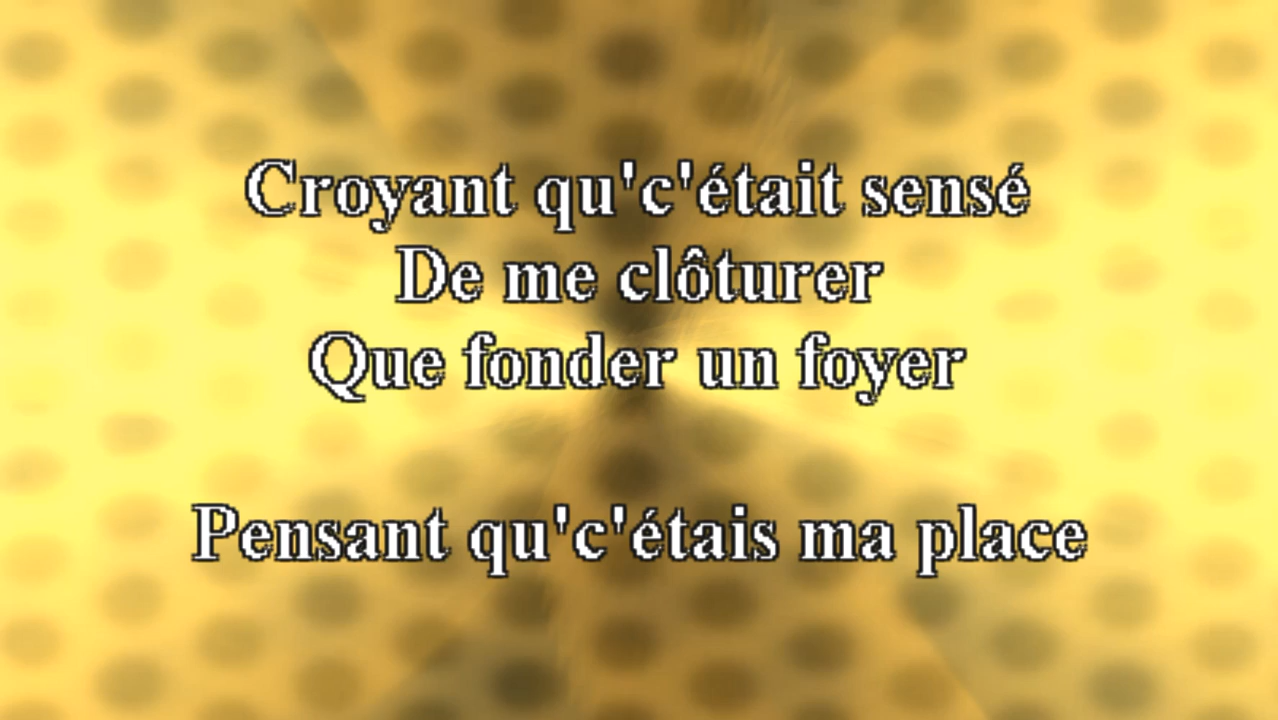 Croyant qu'c'était sensé
De me clôturer
Que fonder un foyer
Pensant qu'c'étais ma place